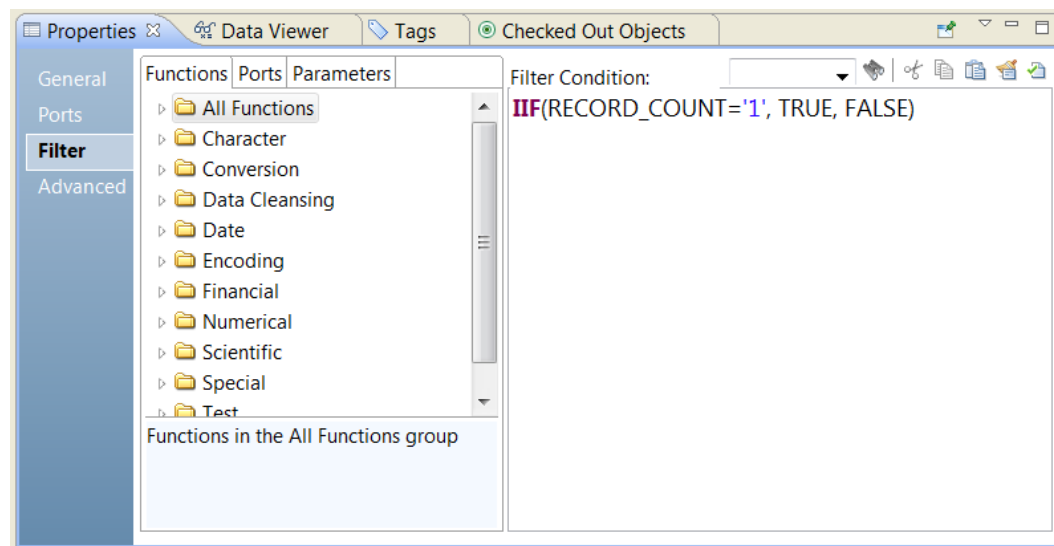 Properties Data Viewer Tags Checked Out Objects
General
Ports
Filter
Advanced
Functions Ports Parameters
All Functions
Character
Conversion
Data Cleansing
Date
Encoding
Financial
Numerical
Scientific
Special
Test
Functions in the All Functions group
Filter Condition:
IIF(RECORD_COUNT='1', TRUE, FALSE)